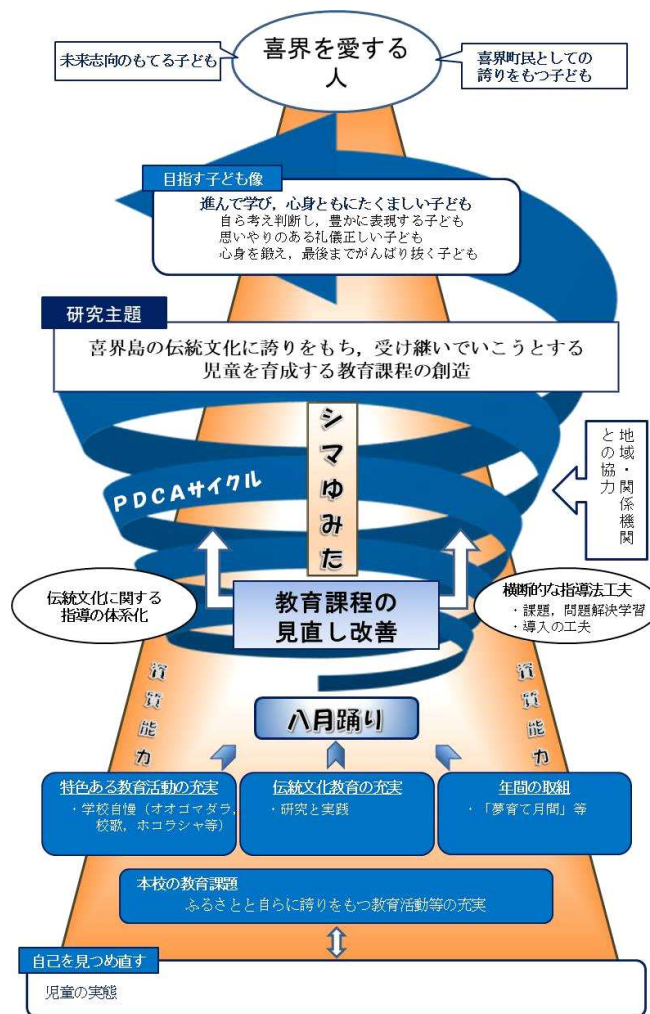 喜界を愛する
人
未来志向のもてる子ども
喜界町民としての
誇りをもつ子ども
目指す子ども像
進んで学び，心身ともにたくましい子ども
自ら考え判断し，豊かに表現する子ども
思いやりのある礼儀正しい子ども
心身を鍛え，最後までがんばり抜く子ども
研究主題
喜界島の伝統文化に誇りをもち，受け継いでいこうとする
児童を育成する教育課程の創造
シマゆみた
PDCAサイクル
地域・関係機関
との協力
伝統文化に関する
指導の体系化
教育課程の
見直し改善
横断的な指導法工夫
・課題，問題解決学習
・導入の工夫
資質能力
資質能力
八月踊り
特色ある教育活動の充実
・学校自慢（オオゴマダラ，
校歌，ホコラシャ等）
伝統文化教育の充実
・研究と実践
年間の取組
・「夢育て月間」等
本校の教育課題
ふるさとと自らに誇りをもつ教育活動等の充実
自己を見つめ直す
児童の実態